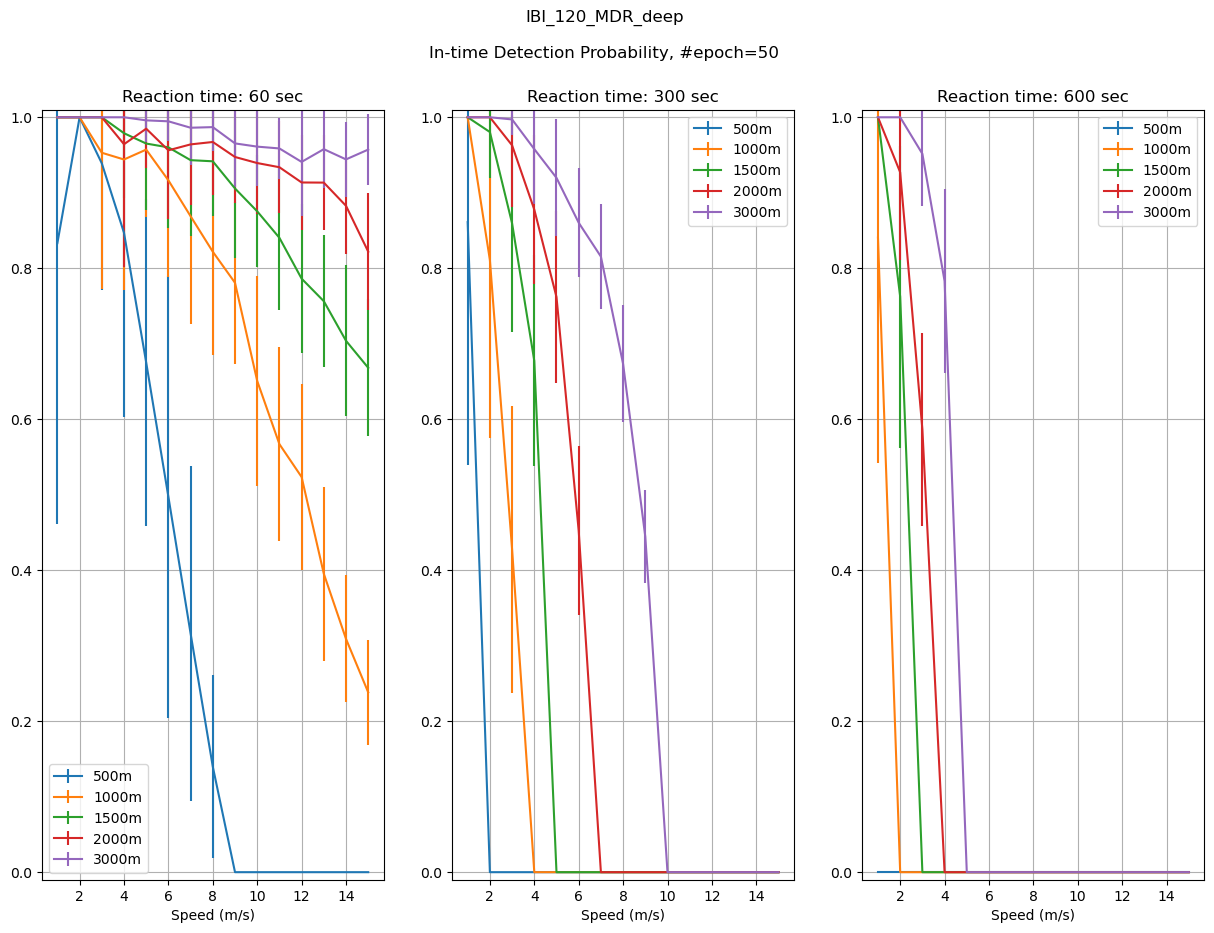 IBI_120_MDR_deep
In-time Detection Probability, #epoch=50
Reaction time: 60 sec
1.0
0.8
0.6
0.4
0.2
0.0
2 4 6 8 10 12 14
Speed (m/s)
500m
1000m
1500m
2000m
3000m
Reaction time: 300 sec
1.0
0.8
0.6
0.4
0.2
0.0
2 4 6 8 10 12 14
Speed (m/s)
500m
1000m
1500m
2000m
3000m
Reaction time: 600 sec
1.0
0.8
0.6
0.4
0.2
0.0
2 4 6 8 10 12 14
Speed (m/s)
500m
1000m
1500m
2000m
3000m